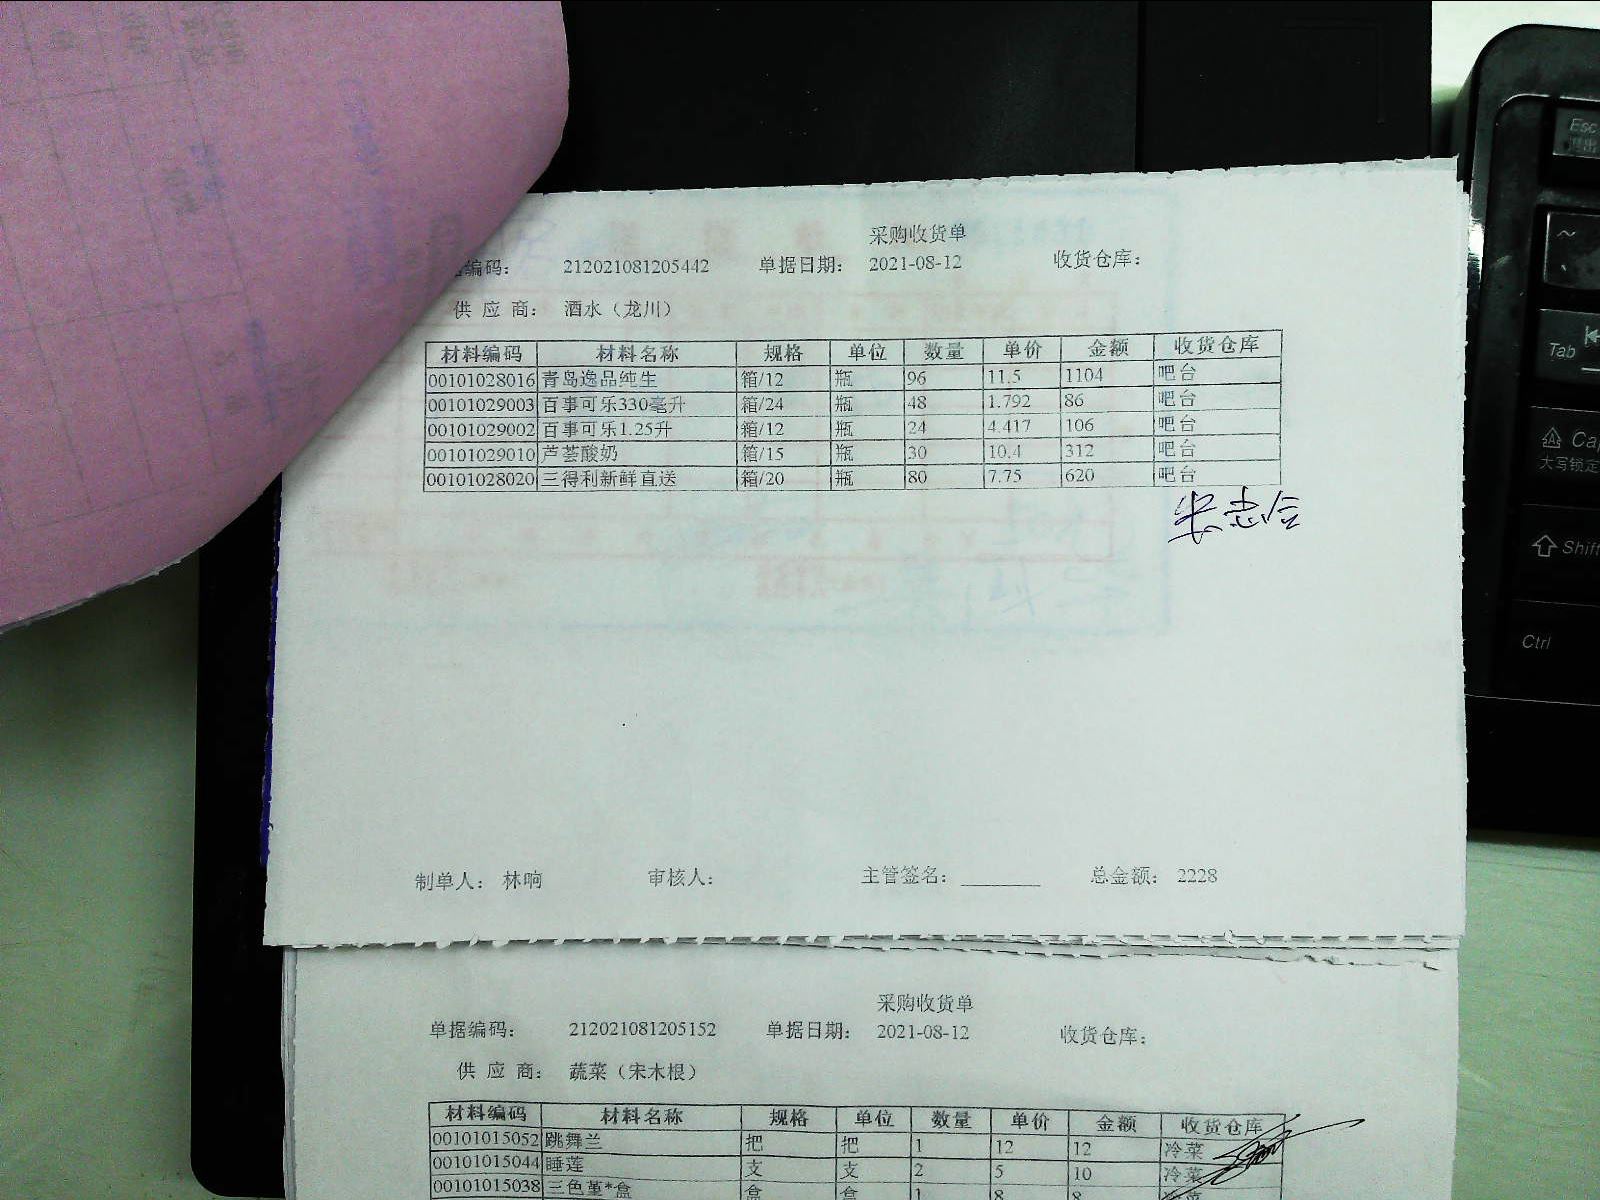 采购收货单
编码： 212021081205442 单据日期： 2021-08-12 收货仓库：
供 应 商： 酒水（龙川）
材料编码 材料名称 规格 单位 数量 单价 金额 收货仓库
00101028016 青岛逸品纯生 箱/12 瓶 96 11.5 1104 吧台
00101029003 百事可乐330毫升 箱/24 瓶 48 1.792 86 吧台
00101029002 百事可乐1.25升 箱/12 瓶 24 4.417 106 吧台
00101029010 芦荟酸奶 箱/15 瓶 30 10.4 312 吧台
00101028020 三得利新鲜直送 箱/20 瓶 80 7.75 620 吧台
制单人： 林响 审核人： 主管签名： 总金额： 2228
采购收货单
单据编码： 212021081205152 单据日期： 2021-08-12 收货仓库：
供 应 商： 蔬菜（宋木根）
材料编码 材料名称 规格 单位 数量 单价 金额 收货仓库
00101015052 跳舞兰 把 把 1 12 12 冷菜
00101015044 睡莲 支 支 2 5 10 冷菜
00101015038 三色堇*盒 盒 盒 1 8 8
Esc
~
Tab
大写锁定
Shift
Ctrl